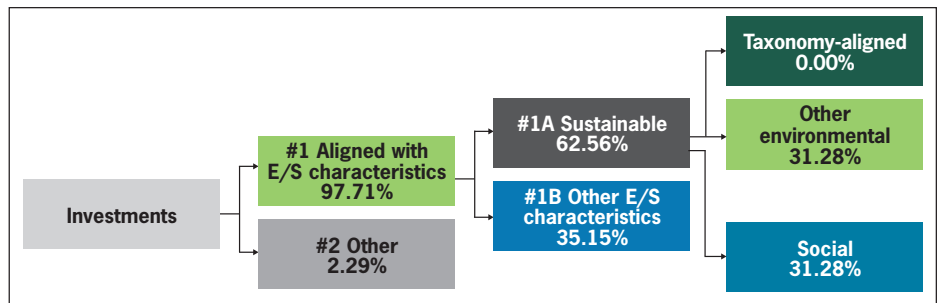 Investments
#1 Aligned with
E/S characteristics
97.71%
#2 Other
2.29%
#1A Sustainable
62.56%
#1B Other E/S
characteristics
35.15%
Taxonomy-aligned
0.00%
Other
environmental
31.28%
Social
31.28%